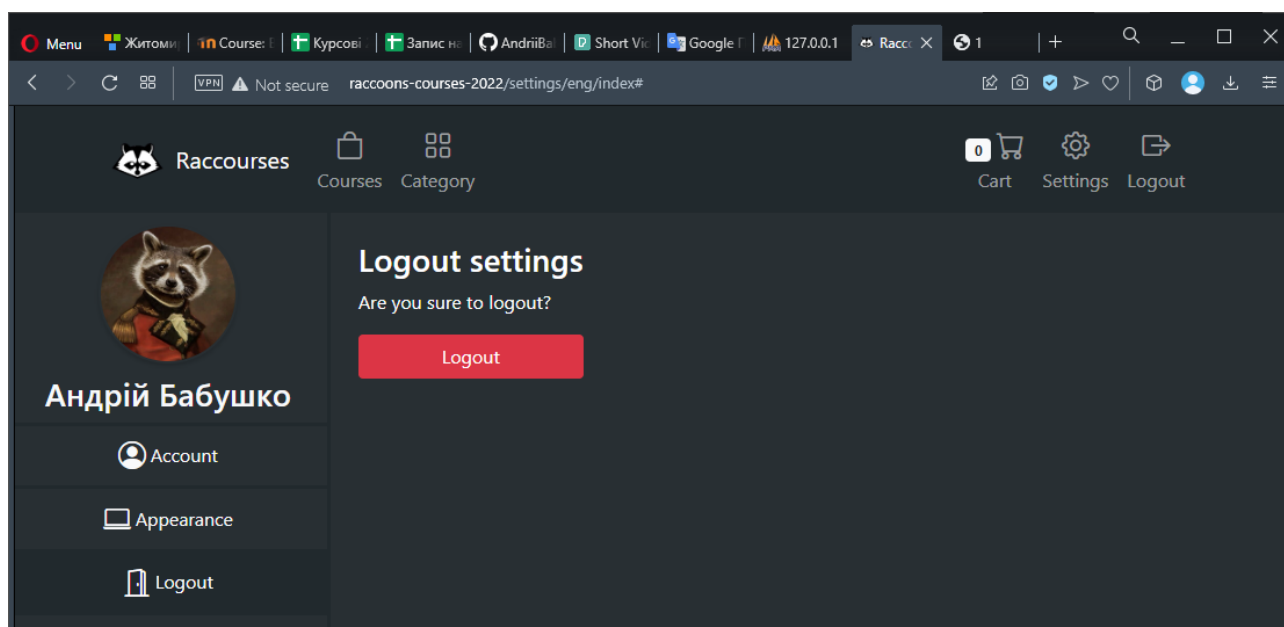 Menu Житоми Course: Е Курсові Запис на AndriiBa Short Vic Google 127.0.0.1 Racco 1
VPN Not secure raccoons-courses-2022/settings/eng/index#
Raccourses Courses Category 0 Cart Settings Logout
Logout settings
Are you sure to logout?
Logout
Андрій Бабушко
Account
Appearance
Logout